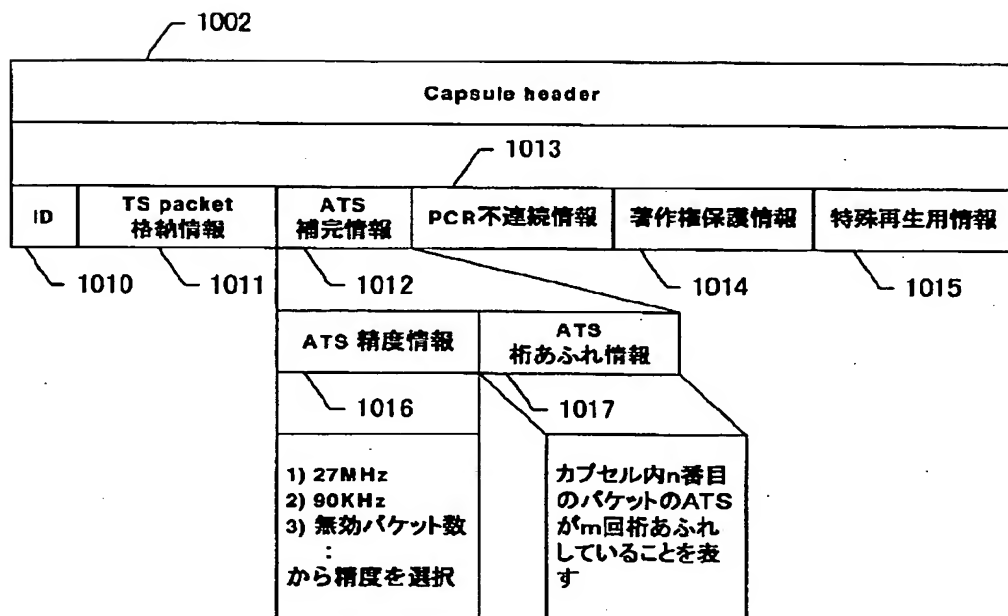 1002
Capsule header
1013
ID
TS packet
格納情報
ATS
補完情報
PCR不連続情報
著作権保護情報
特殊再生用情報
1010
1011
1012
1014
1015
ATS 精度情報
ATS
桁あふれ情報
1016
1017
1) 27MHz
2) 90KHz
3) 無効パケット数
:
から精度を選択
カプセル内n番目
のパケットのATS
がm回桁あふれ
していることを表
す